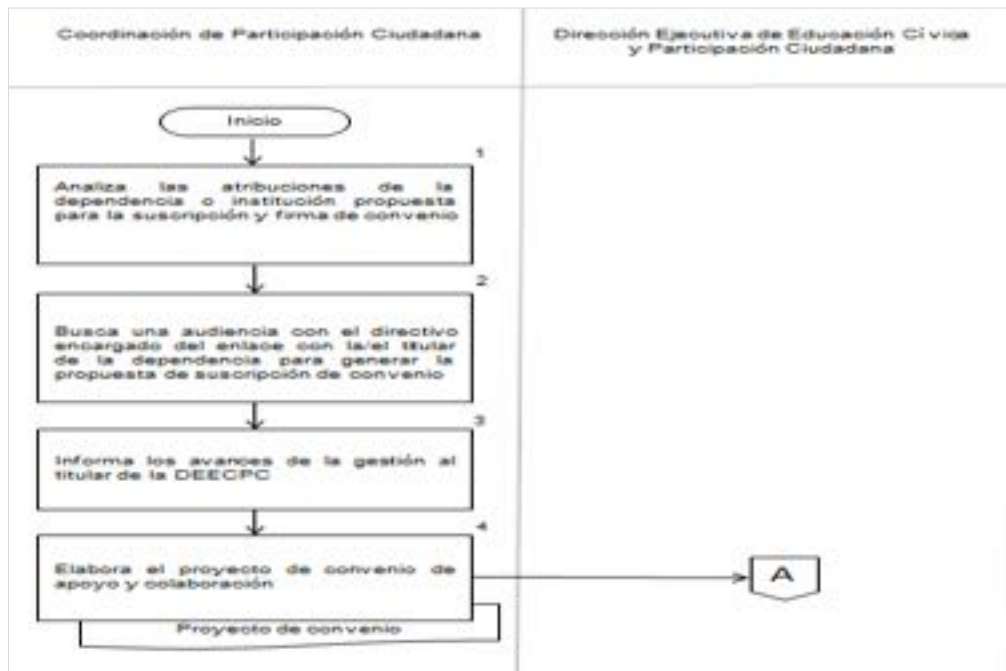 Coordinación de Participación Ciudadana
Dirección Ejecutiva de Educación Cívica
y Participación Ciudadana
Inicio
1
Analiza las atribuciones de la
dependencia o institución propuesta
para la suscripción y firma de convenio
2
Busca una audiencia con el directivo
encargado del enlace con la/el titular
de la dependencia para generar la
propuesta de suscripción de convenio
3
Informa los avances de la gestión al
titular de la DEECPC
4
Elabora el proyecto de convenio de
apoyo y colaboración
A
Proyecto de convenio